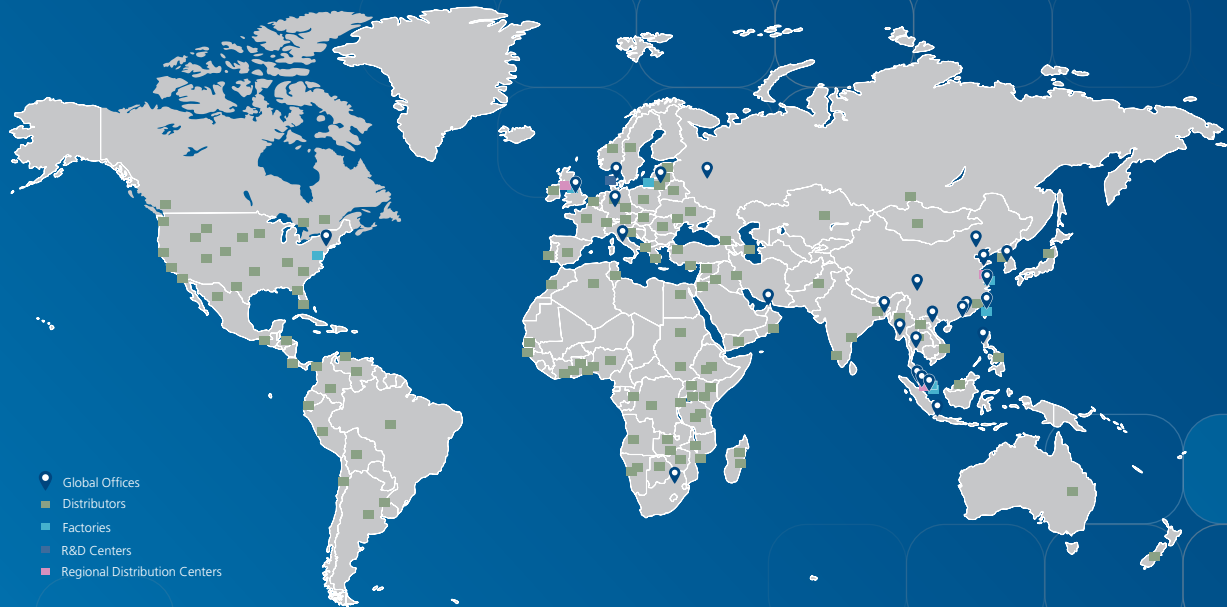 Global Offices
Distributors
Factories
R&D Centers
Regional Distribution Centers